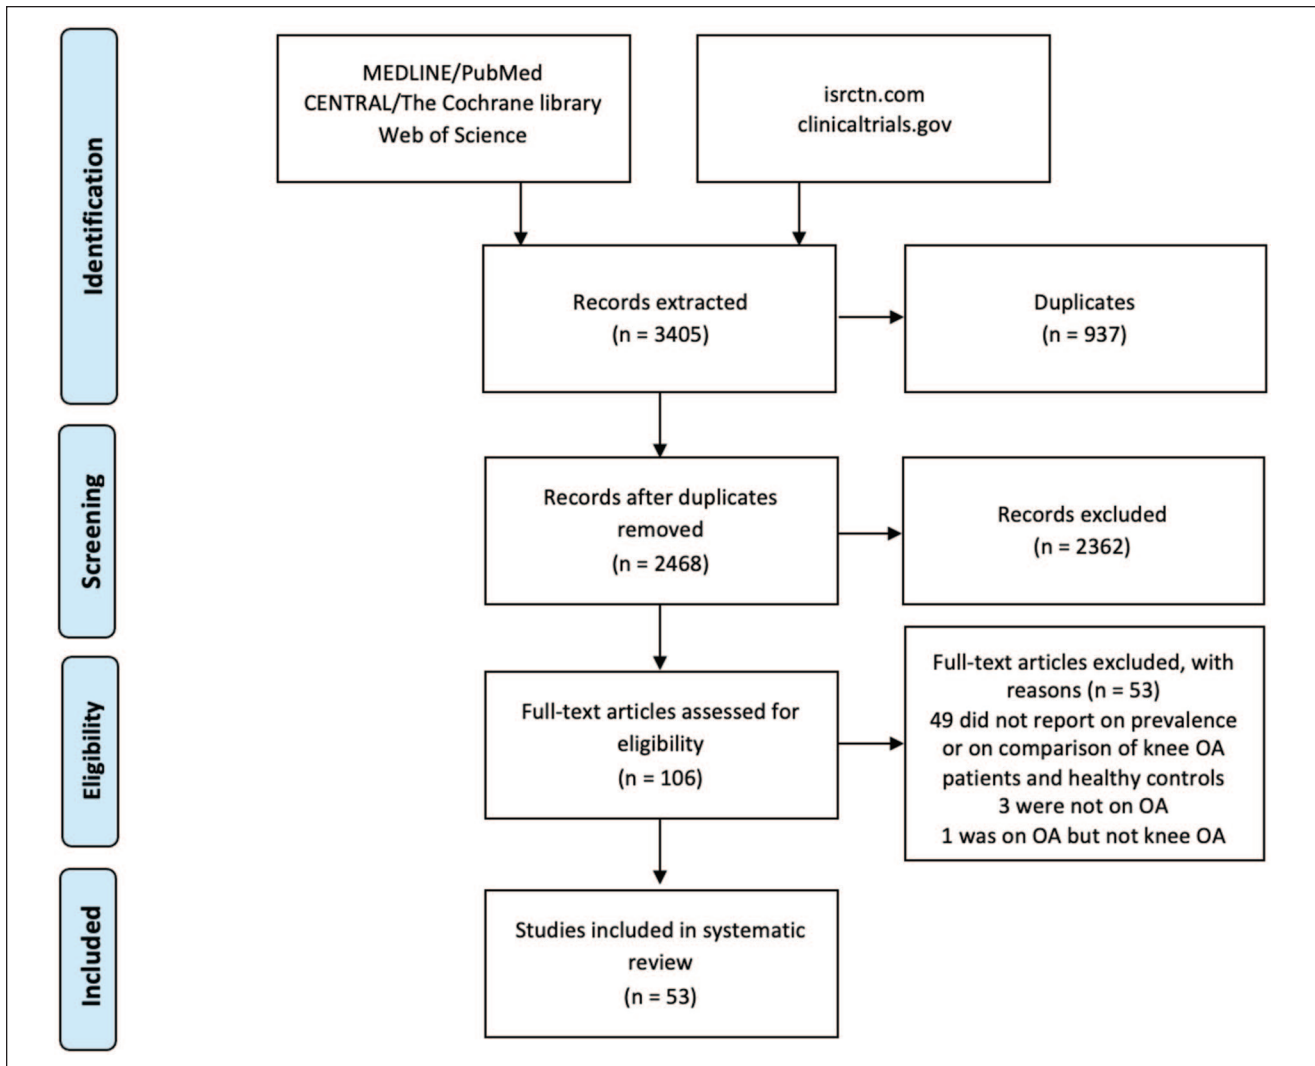 Identification
MEDLINE/PubMed
CENTRAL/The Cochrane library
Web of Science
isrctn.com
clinicaltrials.gov
Records extracted
(n = 3405)
Duplicates
(n = 937)
Screening
Records after duplicates
removed
(n = 2468)
Records excluded
(n = 2362)
Eligibility
Full-text articles assessed for
eligibility
(n = 106)
Full-text articles excluded, with
reasons (n = 53)
49 did not report on prevalence
or on comparison of knee OA
patients and healthy controls
3 were not on OA
1 was on OA but not knee OA
Included
Studies included in systematic
review
(n = 53)